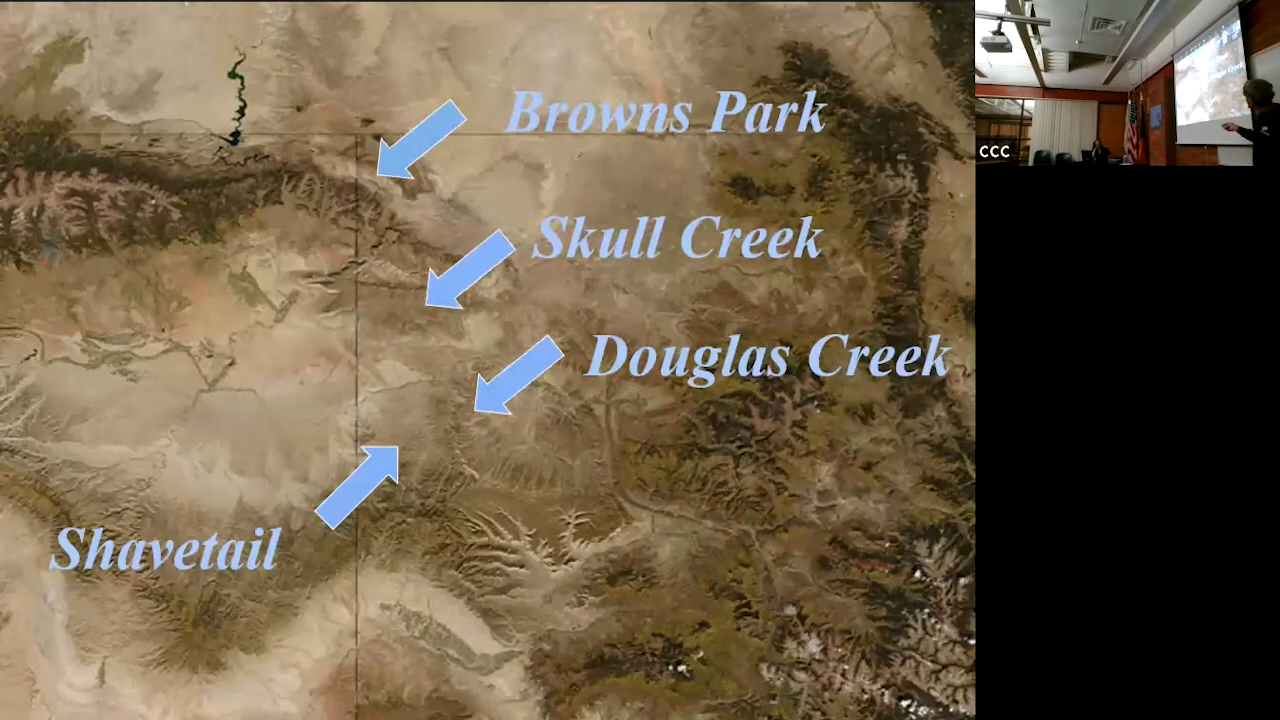 Browns Park
Skull Creek
Douglas Creek
Shavetail
CCC